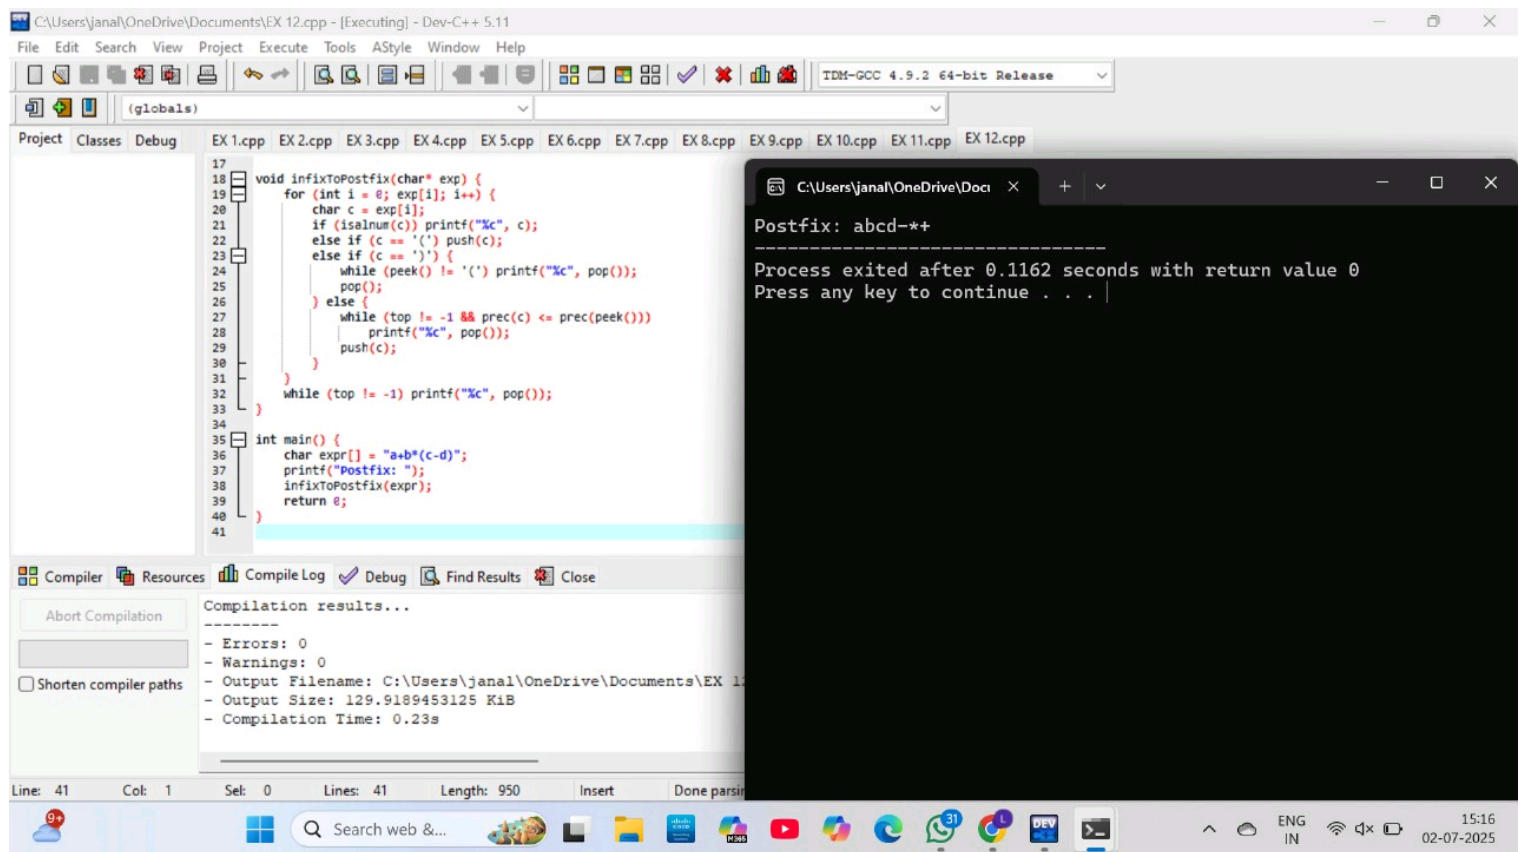 C:\Users\janal\OneDrive\Documents\EX 12.cpp - [Executing] - Dev-C++ 5.11
File Edit Search View Project Execute Tools AStyle Window Help
TDM-GCC 4.9.2 64-bit Release
(globals)
Project Classes Debug
EX 1.cpp EX 2.cpp EX 3.cpp EX 4.cpp EX 5.cpp EX 6.cpp EX 7.cpp EX 8.cpp EX 9.cpp EX 10.cpp EX 11.cpp EX 12.cpp
17
18 void infixToPostfix(char* exp) {
19 for (int i = 0; exp[i]; i++) {
20 char c = exp[i];
21 if (isalnum(c)) printf("%c", c);
22 else if (c == '(') push(c);
23 else if (c == ')') {
24 while (peek() != '(') printf("%c", pop());
25 pop();
26 } else {
27 while (top != -1 && prec(c) <= prec(peek()))
28 printf("%c", pop());
29 push(c);
30 }
31 }
32 while (top != -1) printf("%c", pop());
33 }
34
35 int main() {
36 char expr[] = "a+b*(c-d)";
37 printf("Postfix: ");
38 infixToPostfix(expr);
39 return 0;
40 }
41
C:\Users\janal\OneDrive\Docu
Postfix: abcd-*+
--------------------------------
Process exited after 0.1162 seconds with return value 0
Press any key to continue . . .
Compiler Resources Compile Log Debug Find Results Close
Abort Compilation
Shorten compiler paths
Compilation results...
--------
- Errors: 0
- Warnings: 0
- Output Filename: C:\Users\janal\OneDrive\Documents\EX 12
- Output Size: 129.9189453125 KiB
- Compilation Time: 0.23s
Line: 41 Col: 1 Sel: 0 Lines: 41 Length: 950 Insert Done parsin
9+
Search web &...
M365
31
L
DEV
ENG
IN
15:16
02-07-2025